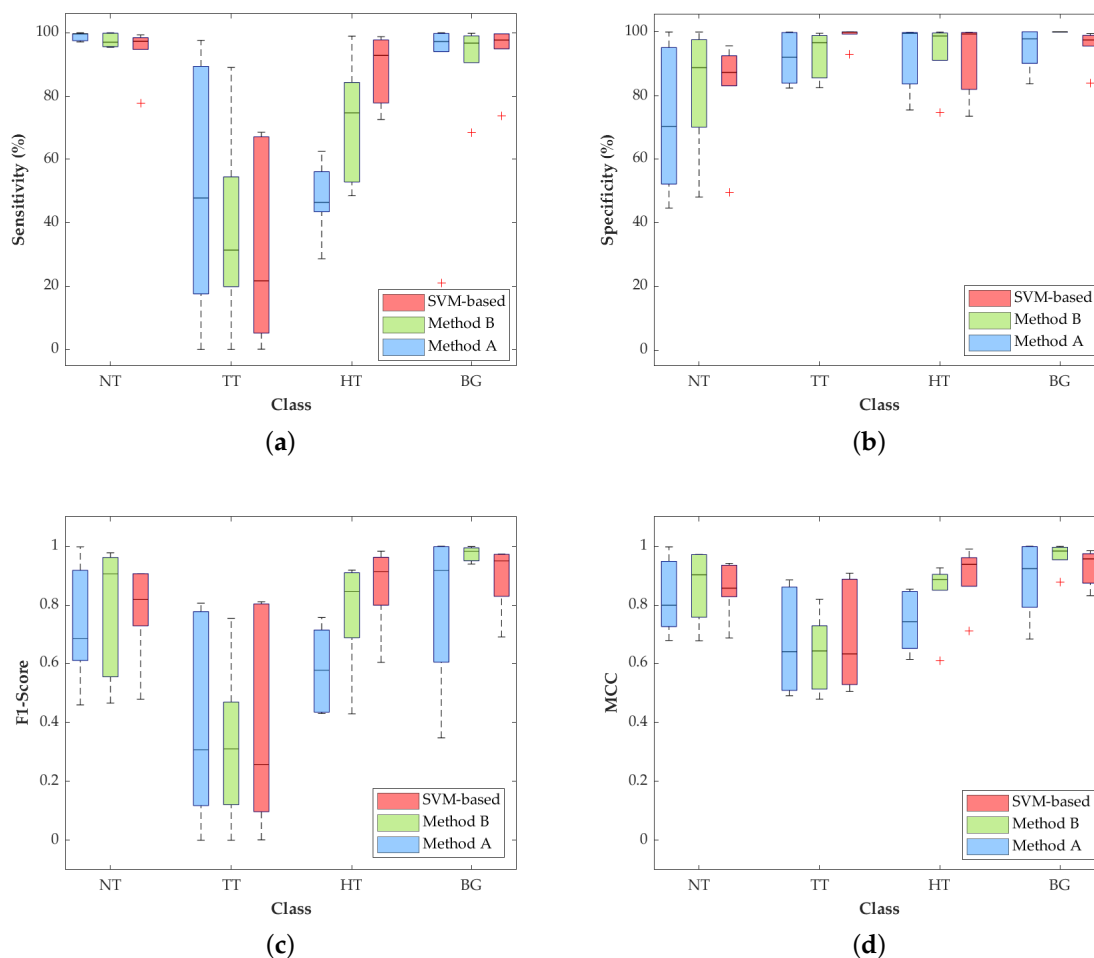 100
80
60
40
20
0
Sensitivity (%)
SVM-based
Method B
Method A
NT TT HT BG
Class
(a)
100
80
60
40
20
0
Specificity (%)
SVM-based
Method B
Method A
NT TT HT BG
Class
(b)
1
0.8
0.6
0.4
0.2
0
F1-Score
SVM-based
Method B
Method A
NT TT HT BG
Class
(c)
1
0.8
0.6
0.4
0.2
0
MCC
SVM-based
Method B
Method A
NT TT HT BG
Class
(d)